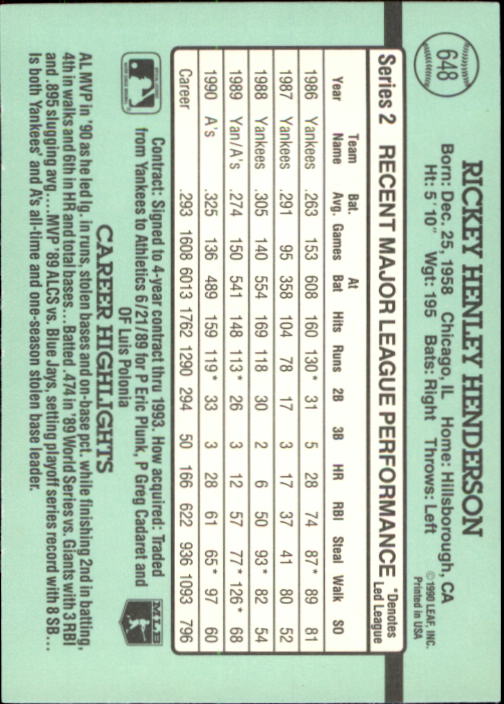 648
RICKEY HENLEY HENDERSON
© 1990 LEAF, INC.
Printed in USA
Born: Dec. 25, 1958 Chicago, IL Home: Hillsborough, CA
Ht: 5' 10" Wgt: 195 Bats: Right Throws: Left
Series 2 RECENT MAJOR LEAGUE PERFORMANCE *Denotes Led League
Year Team Name Bat. Avg. Games At Bat Hits Runs 2B 3B HR RBI Steal Walk SO
1986 Yankees .263 153 608 160 130* 31 5 28 74 87* 89 81
1987 Yankees .291 95 358 104 78 17 3 17 37 41 80 52
1988 Yankees .305 140 554 169 118 30 2 6 50 93* 82 54
1989 Yan/A's .274 150 541 148 113* 26 3 12 57 77* 126* 68
1990 A's .325 136 489 159 119* 33 3 28 61 65* 97 60
Career .293 1608 6013 1762 1290 294 50 166 622 936 1093 796
Contract: Signed to 4-year contract thru 1993. How acquired: Traded
from Yankees to Athletics 6/21/89 for P Eric Plunk, P Greg Cadaret and
OF Luis Polonia
MLB
CAREER HIGHLIGHTS
AL MVP in '90 as he led lg. in runs, stolen bases and on-base pct. while finishing 2nd in batting,
4th in walks and 6th in HR and total bases... Batted .474 in '89 World Series vs. Giants with 3 RBI
and .895 slugging avg.... MVP '89 ALCS vs. Blue Jays, setting playoff series record with 8 SB...
Is both Yankees' and A's all-time and one-season stolen base leader.